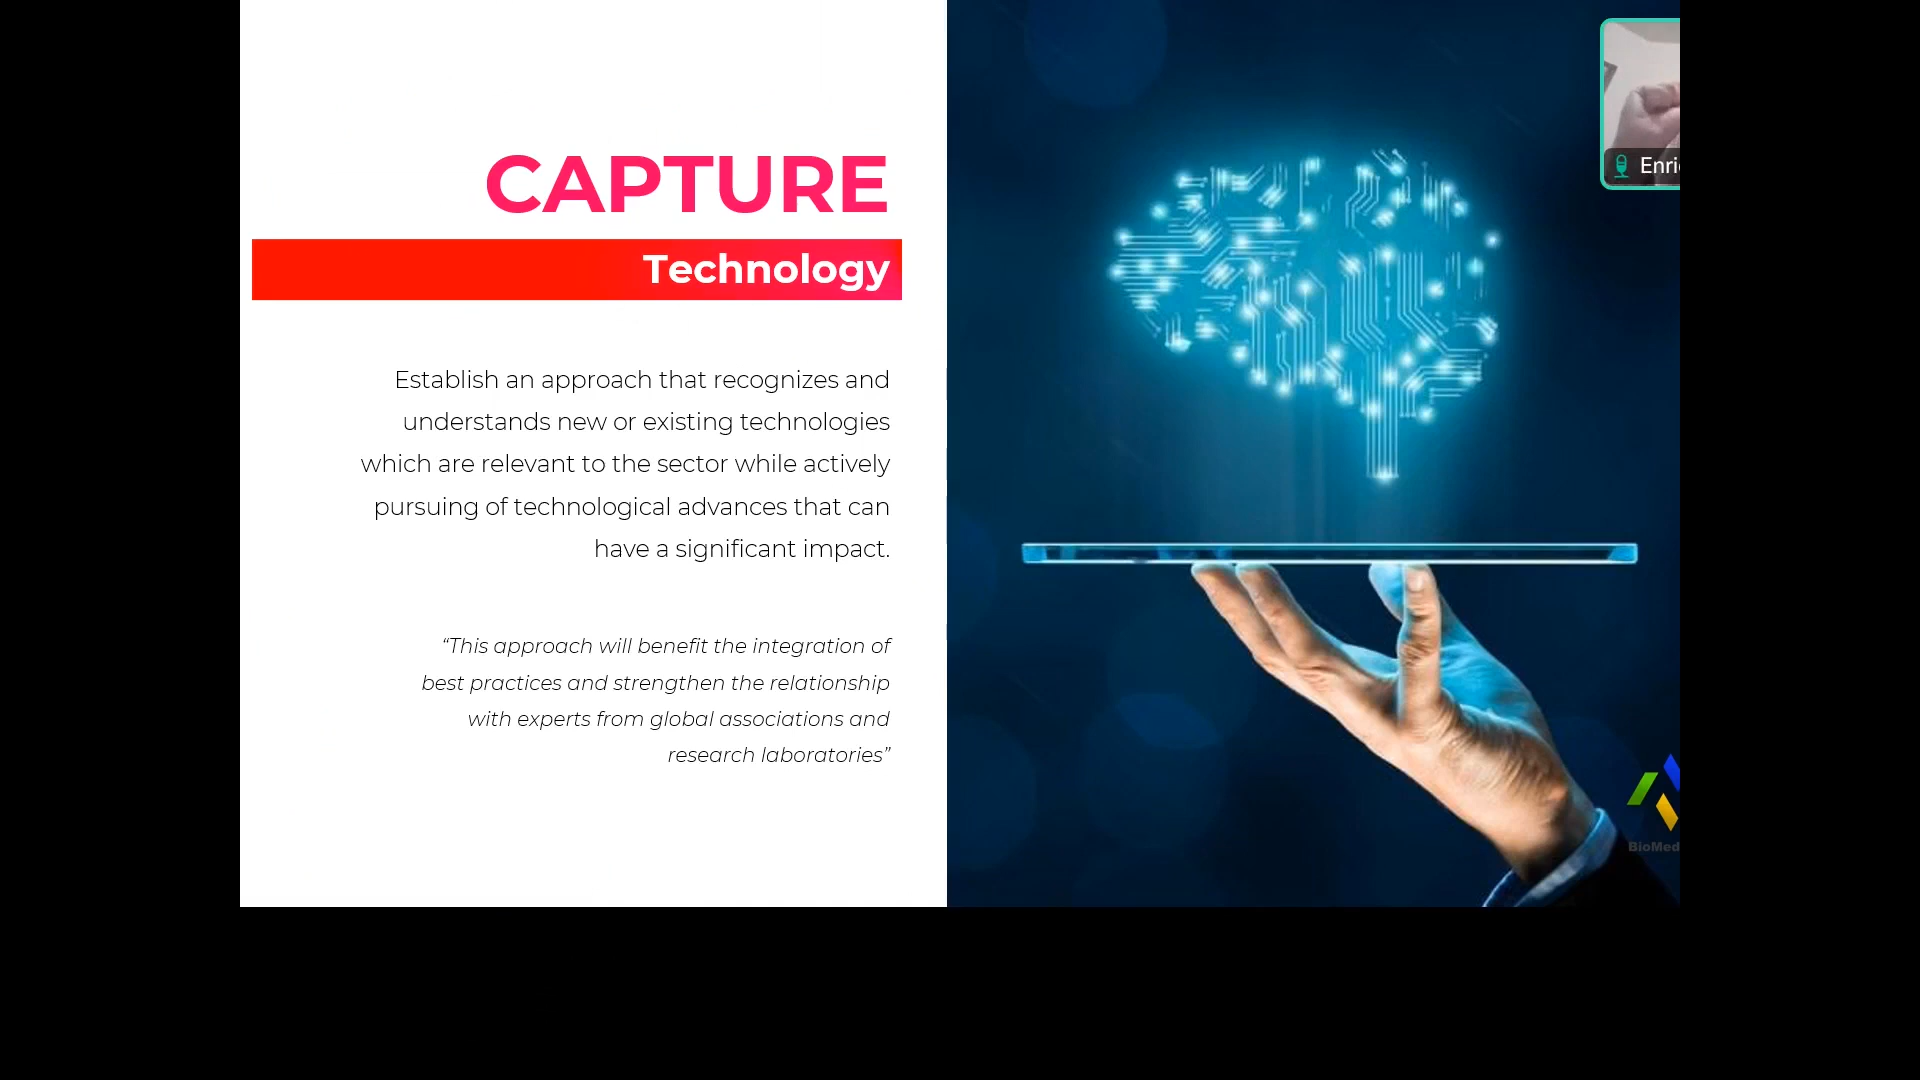 CAPTURE
Technology
Establish an approach that recognizes and
understands new or existing technologies
which are relevant to the sector while actively
pursuing of technological advances that can
have a significant impact.
“This approach will benefit the integration of
best practices and strengthen the relationship
with experts from global associations and
research laboratories”
Enri
BioMed